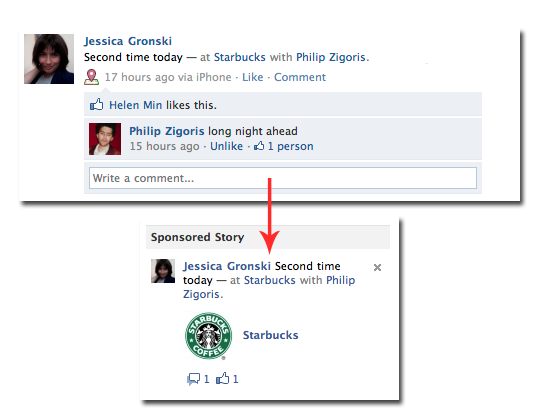 Jessica Gronski
Second time today — at Starbucks with Philip Zigoris.
17 hours ago via iPhone · Like · Comment
Helen Min likes this.
Philip Zigoris long night ahead
15 hours ago · Unlike · 1 person
Write a comment...
Sponsored Story
Jessica Gronski Second time
today — at Starbucks with Philip
Zigoris.
STARBUCKS
COFFEE
Starbucks
1 1